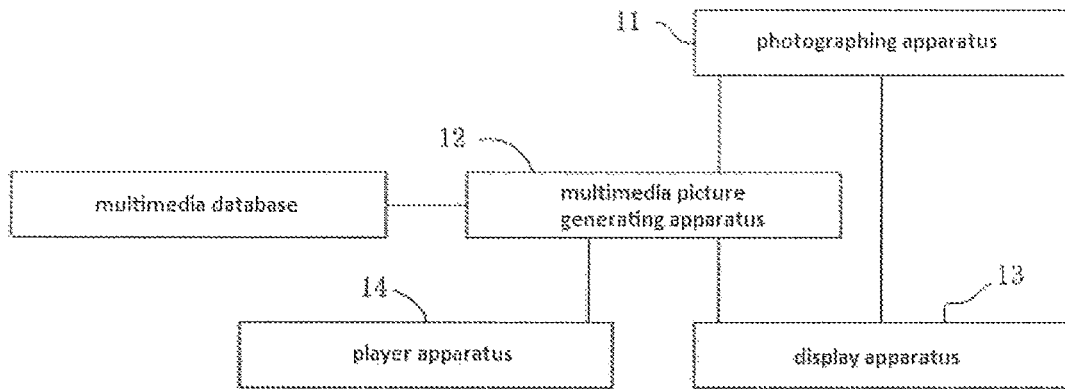 11
photographing apparatus
12
multimedia database
multimedia picture
generating apparatus
14
13
player apparatus
display apparatus